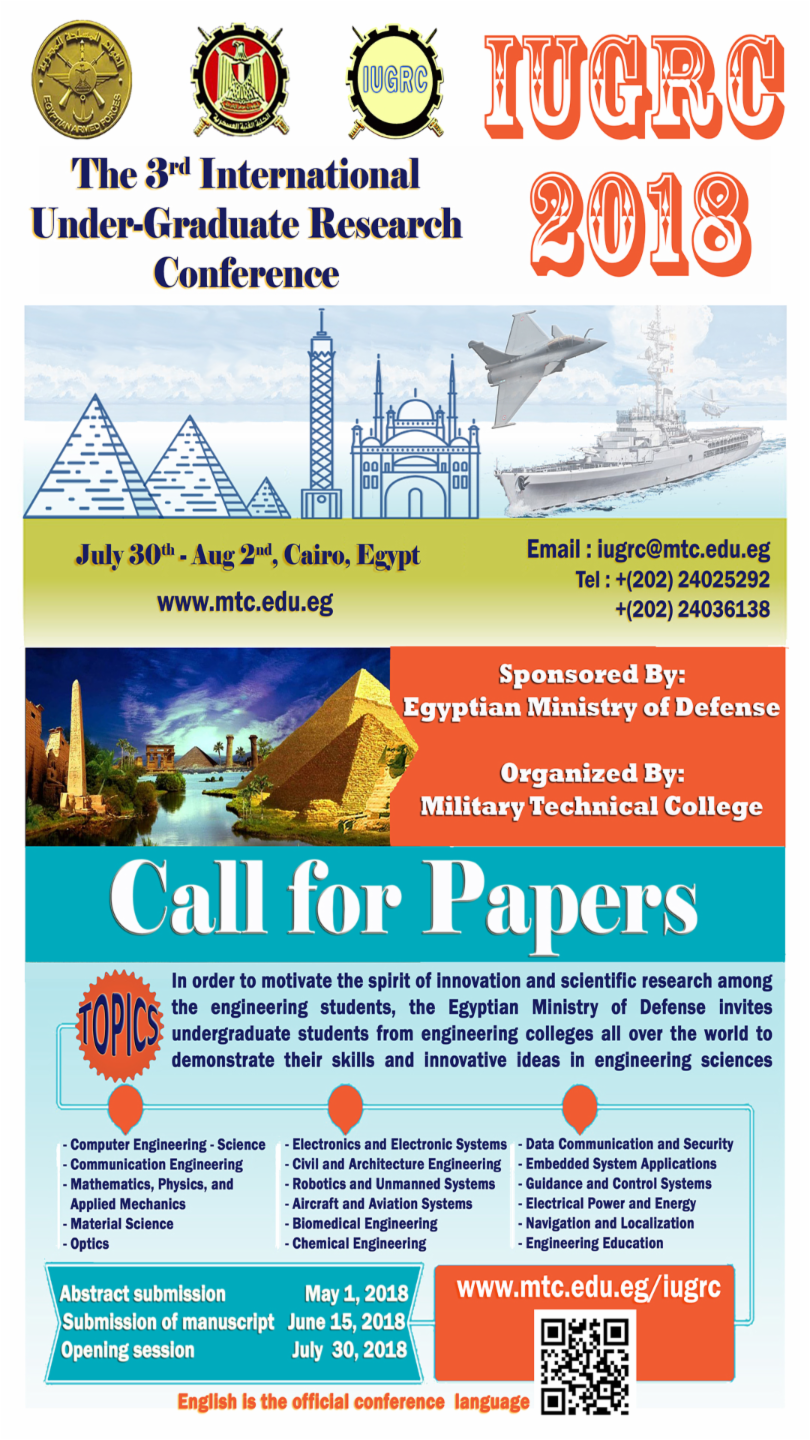 EGYPTIAN ARMED FORCES
IUGRC
IUGRC
2018
The 3rd International
Under-Graduate Research
Conference
July 30th - Aug 2nd, Cairo, Egypt
www.mtc.edu.eg
Email : iugrc@mtc.edu.eg
Tel : +(202) 24025292
+(202) 24036138
Sponsored By:
Egyptian Ministry of Defense
Organized By:
Military Technical College
Call for Papers
TOPICS
In order to motivate the spirit of innovation and scientific research among
the engineering students, the Egyptian Ministry of Defense invites
undergraduate students from engineering colleges all over the world to
demonstrate their skills and innovative ideas in engineering sciences
- Computer Engineering - Science
- Communication Engineering
- Mathematics, Physics, and
Applied Mechanics
- Material Science
- Optics
- Electronics and Electronic Systems
- Civil and Architecture Engineering
- Robotics and Unmanned Systems
- Aircraft and Aviation Systems
- Biomedical Engineering
- Chemical Engineering
- Data Communication and Security
- Embedded System Applications
- Guidance and Control Systems
- Electrical Power and Energy
- Navigation and Localization
- Engineering Education
Abstract submission May 1, 2018
Submission of manuscript June 15, 2018
Opening session July 30, 2018
www.mtc.edu.eg/iugrc
English is the official conference language